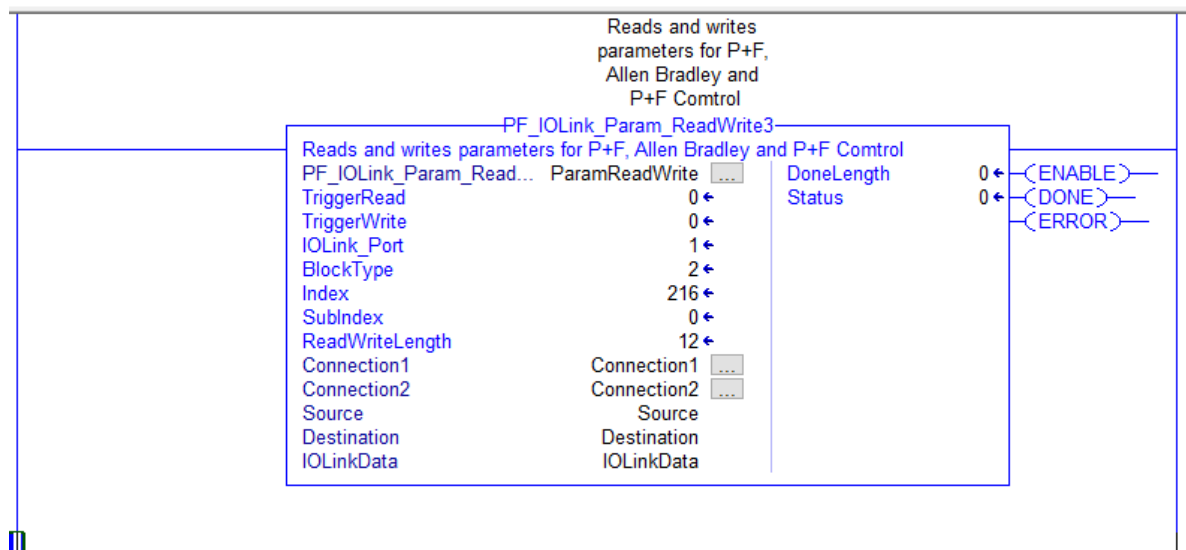 Reads and writes
parameters for P+F,
Allen Bradley and
P+F Comtrol
PF_IOLink_Param_ReadWrite3
Reads and writes parameters for P+F, Allen Bradley and P+F Comtrol
PF_IOLink_Param_Read... ParamReadWrite ... DoneLength 0 (ENABLE)
TriggerRead 0 Status 0 (DONE)
TriggerWrite 0 (ERROR)
IOLink_Port 1
BlockType 2
Index 216
SubIndex 0
ReadWriteLength 12
Connection1 Connection1 ...
Connection2 Connection2 ...
Source Source
Destination Destination
IOLinkData IOLinkData